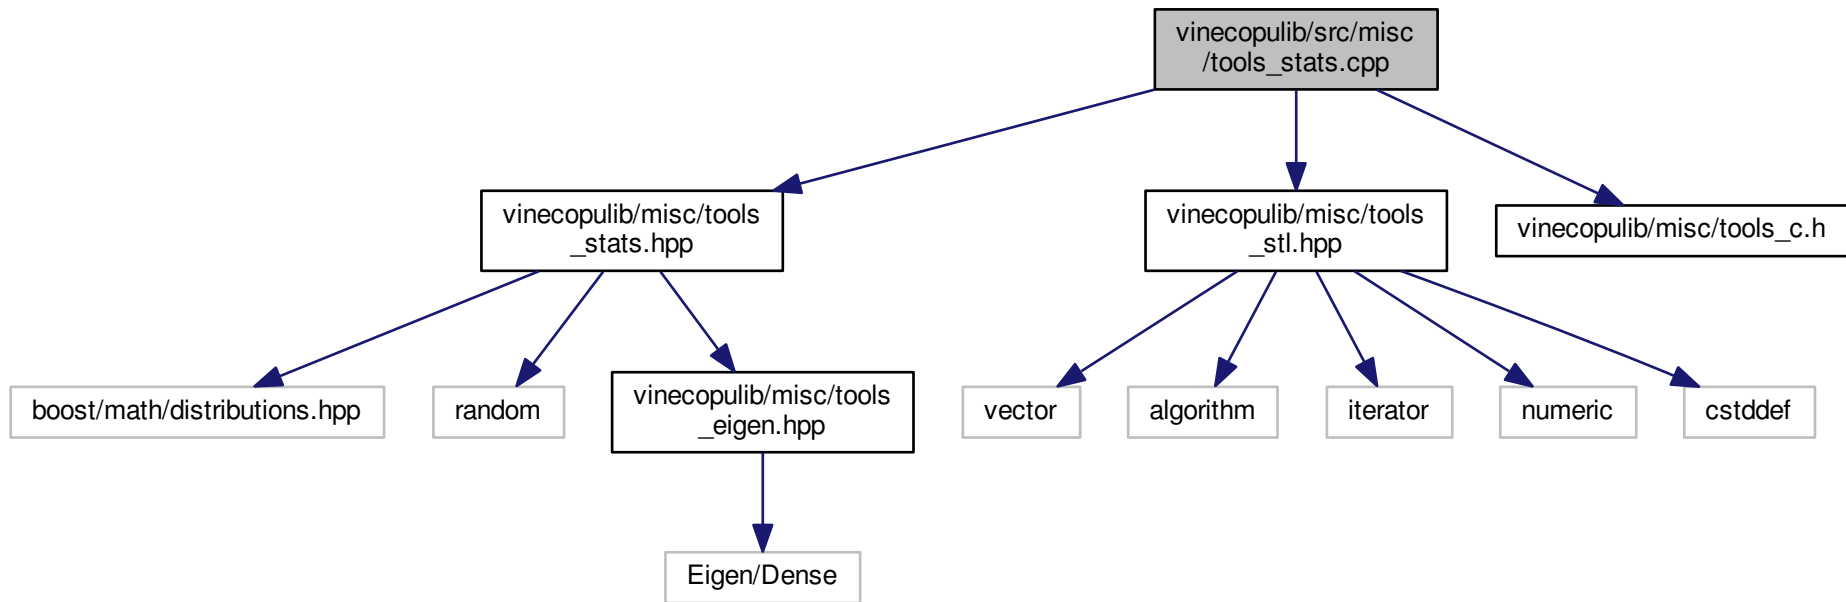 vinecopulib/src/misc
/tools_stats.cpp
vinecopulib/misc/tools
_stats.hpp
vinecopulib/misc/tools
_stl.hpp
vinecopulib/misc/tools_c.h
boost/math/distributions.hpp
random
vinecopulib/misc/tools
_eigen.hpp
vector
algorithm
iterator
numeric
cstddef
Eigen/Dense